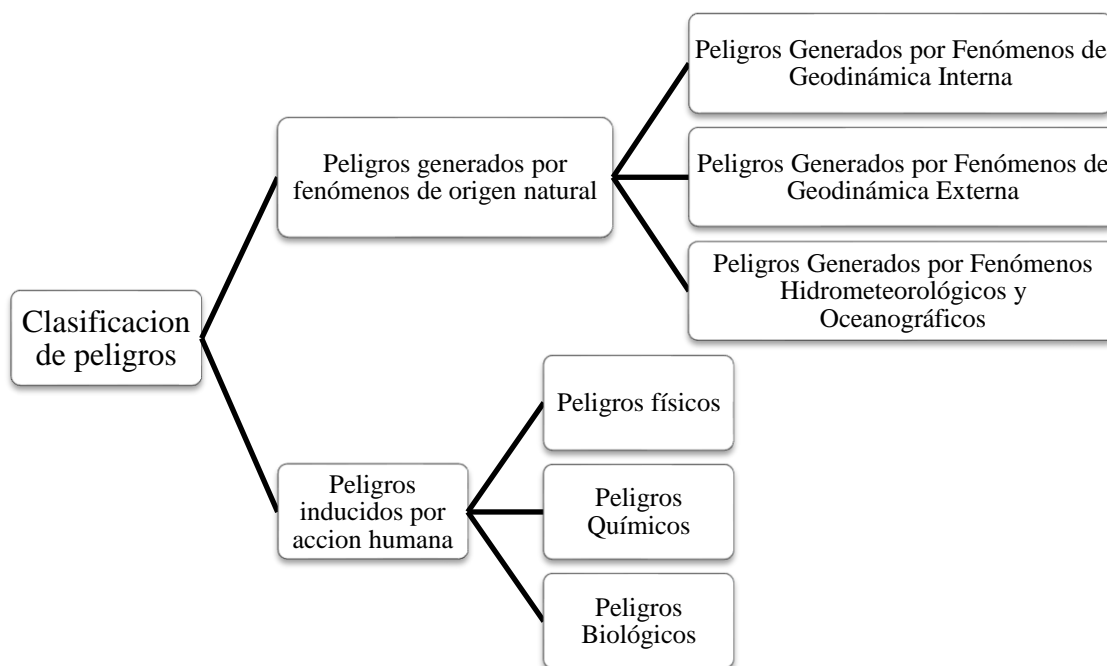 Clasificacion
de peligros
Peligros generados por
fenómenos de origen natural
Peligros Generados por Fenómenos de
Geodinámica Interna
Peligros Generados por Fenómenos de
Geodinámica Externa
Peligros Generados por Fenómenos
Hidrometeorológicos y
Oceanográficos
Peligros
inducidos por
accion humana
Peligros físicos
Peligros
Químicos
Peligros
Biológicos